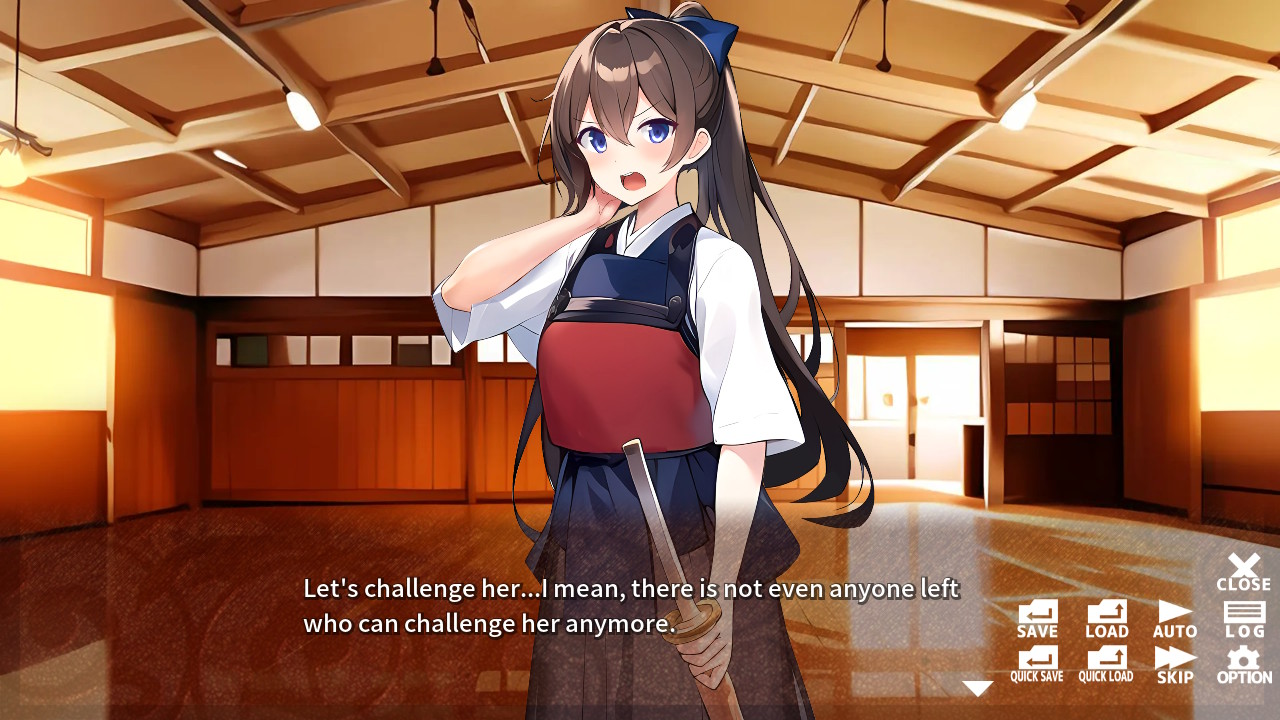 Let's challenge her...I mean, there is not even anyone left
who can challenge her anymore.
CLOSE
SAVE LOAD AUTO LOG
QUICK SAVE QUICK LOAD SKIP OPTION